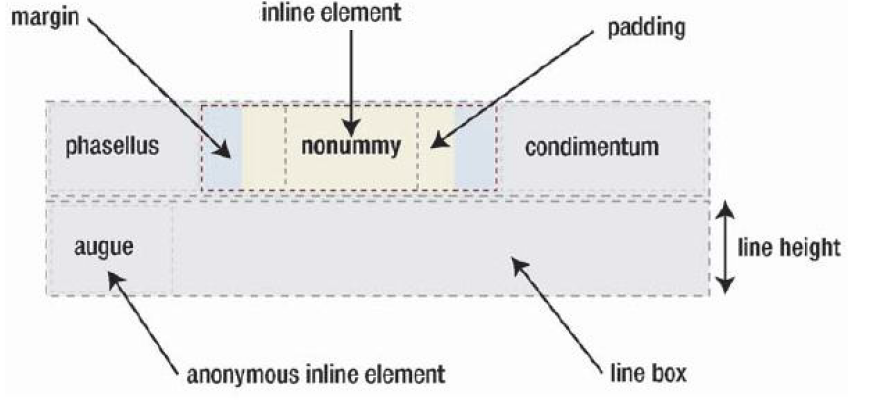 margin
inline element
padding
phasellus nonummy condimentum
augue
line height
anonymous inline element
line box